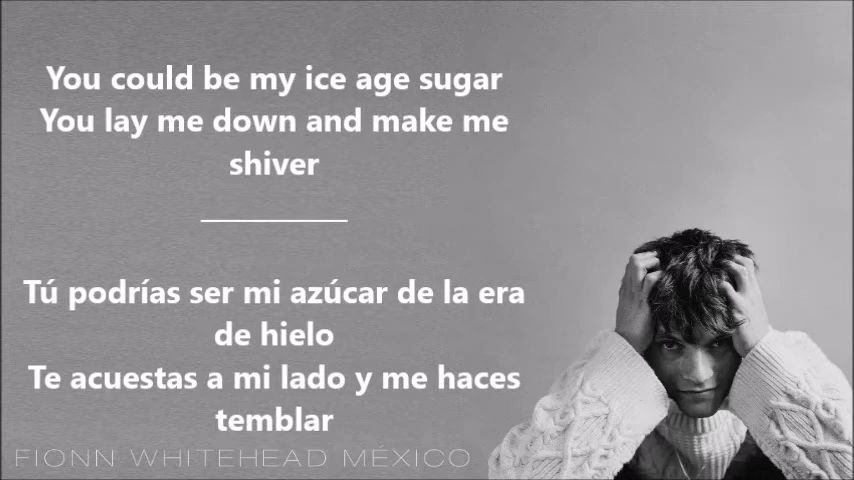 You could be my ice age sugar
You lay me down and make me
shiver
Tú podrías ser mi azúcar de la era
de hielo
Te acuestas a mi lado y me haces
temblar
FIONN WHITEHEAD MÉXICO